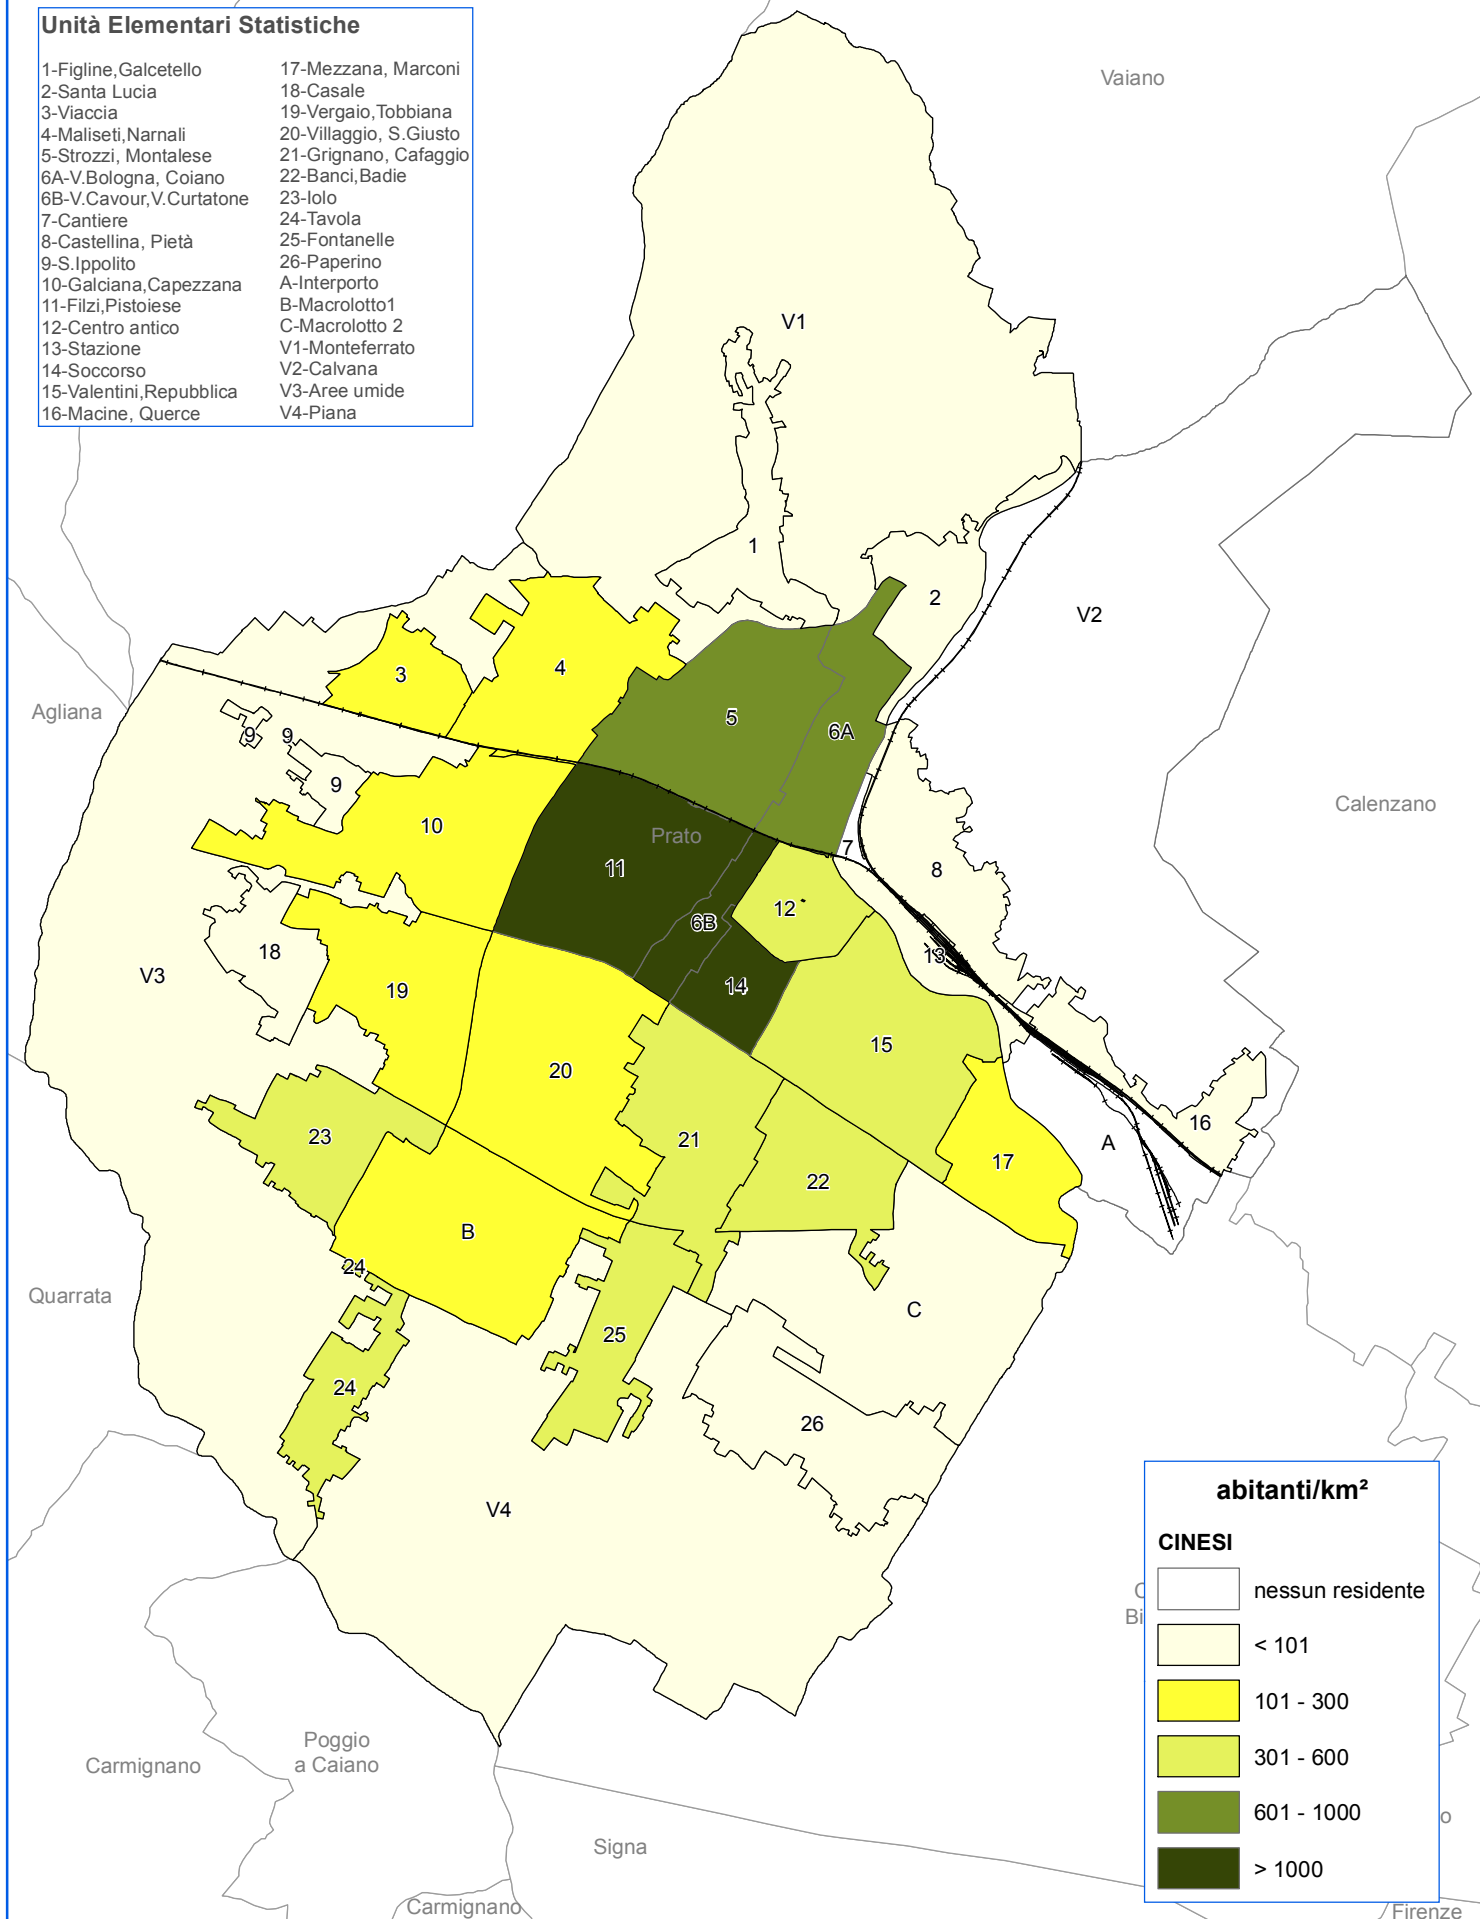 Unità Elementari Statistiche
1-Figline,Galcetello
2-Santa Lucia
3-Viaccia
4-Maliseti,Narnali
5-Strozzi, Montalese
6A-V.Bologna, Coiano
6B-V.Cavour,V.Curtatone
7-Cantiere
8-Castellina, Pietà
9-S.Ippolito
10-Galciana,Capezzana
11-Filzi,Pistoiese
12-Centro antico
13-Stazione
14-Soccorso
15-Valentini,Repubblica
16-Macine, Querce
17-Mezzana, Marconi
18-Casale
19-Vergaio,Tobbiana
20-Villaggio, S.Giusto
21-Grignano, Cafaggio
22-Banci,Badie
23-Iolo
24-Tavola
25-Fontanelle
26-Paperino
A-Interporto
B-Macrolotto1
C-Macrolotto 2
V1-Monteferrato
V2-Calvana
V3-Aree umide
V4-Piana
Vaiano
V1
1
2
V2
3
4
Agliana
5
6A
9
9
9
Calenzano
10
Prato
7
11
8
12
6B
18
13
V3
14
19
15
20
16
23
21
A
17
22
B
24
Quarrata
C
25
24
26
V4
abitanti/km²
CINESI
nessun residente
< 101
101 - 300
301 - 600
601 - 1000
> 1000
Bi
Poggio
a Caiano
Carmignano
o
Signa
Carmignano
Firenze